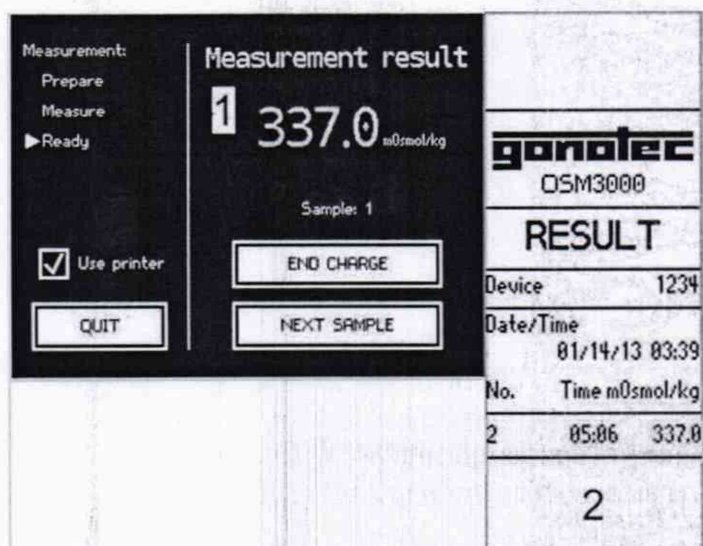 Measurement:
Prepare
Measure
Ready
Use printer
QUIT
Measurement result
1
337.0 mOsmol/kg
Sample: 1
END CHARGE
NEXT SAMPLE
gonotec
OSM3000
RESULT
Device 1234
Date/Time
01/14/13 03:39
No. Time mOsmol/kg
2 05:06 337.0
2